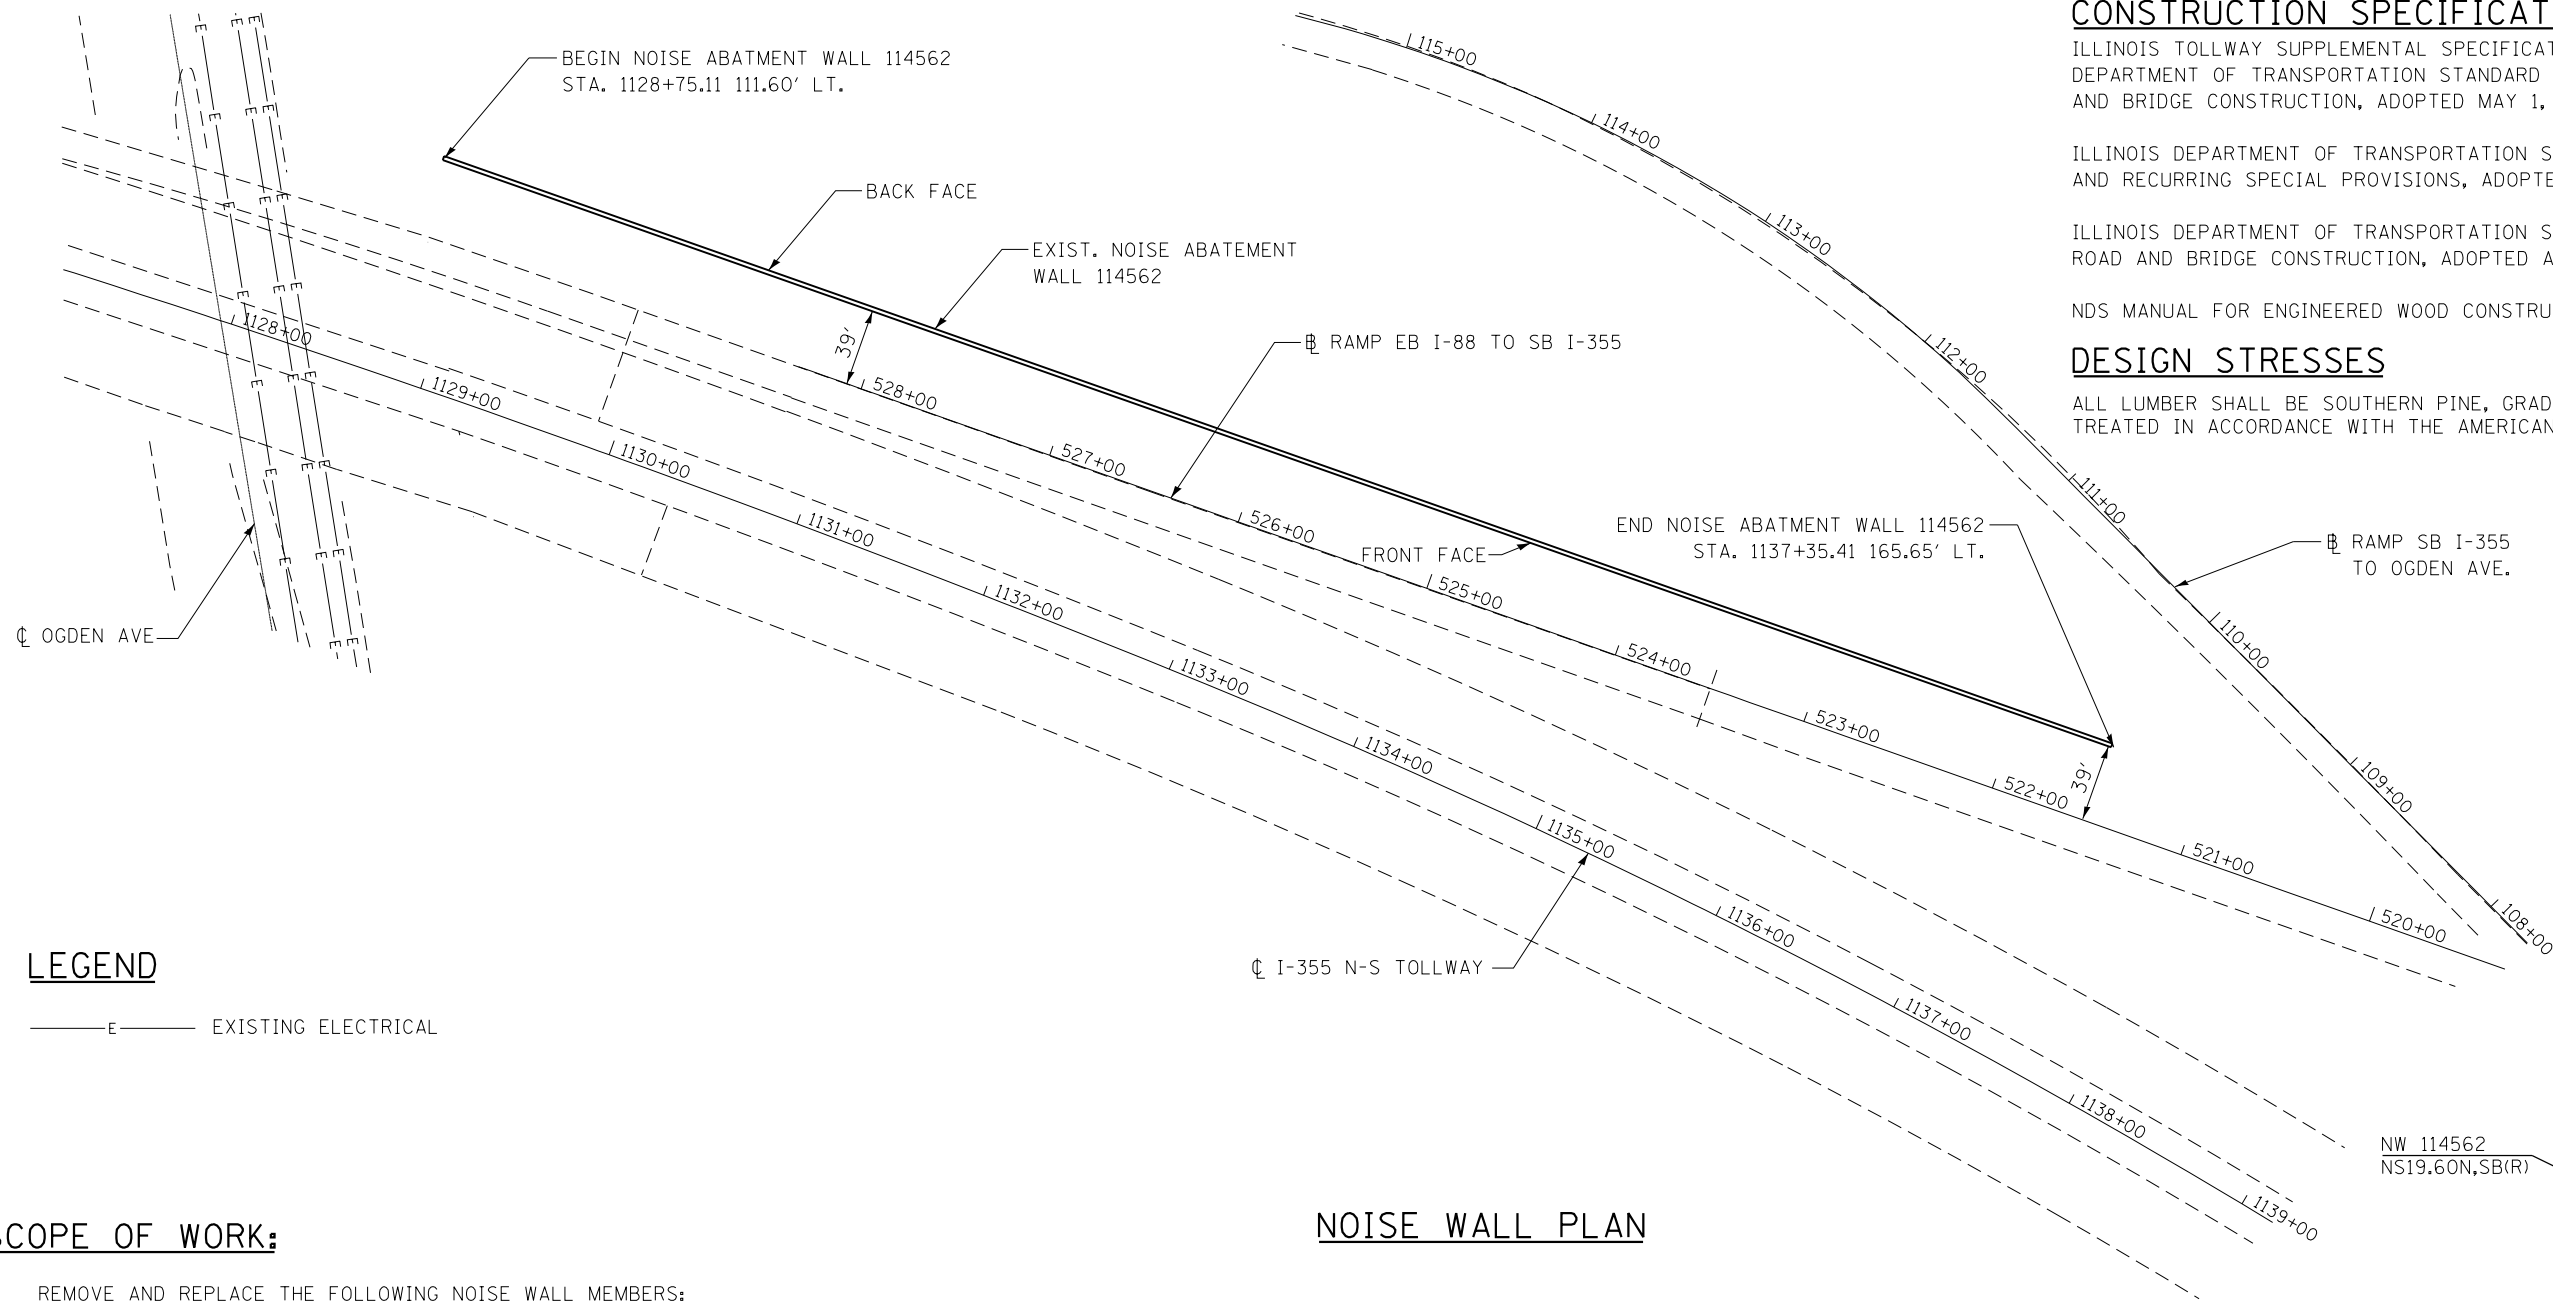 BEGIN NOISE ABATMENT WALL 114562
STA. 1128+75.11 111.60' LT.
BACK FACE
EXIST. NOISE ABATEMENT
WALL 114562
39'
℄ OGDEN AVE
1128+00
1129+00
1130+00
1131+00
1132+00
1133+00
1134+00
1135+00
1136+00
1137+00
1138+00
1139+00
528+00
527+00
526+00
525+00
524+00
523+00
522+00
521+00
520+00
115+00
114+00
113+00
112+00
111+00
110+00
109+00
108+00
BL RAMP EB I-88 TO SB I-355
FRONT FACE
END NOISE ABATMENT WALL 114562
STA. 1137+35.41 165.65' LT.
39'
BL RAMP SB I-355
TO OGDEN AVE.
℄ I-355 N-S TOLLWAY
CONSTRUCTION SPECIFICAT
ILLINOIS TOLLWAY SUPPLEMENTAL SPECIFICAT
DEPARTMENT OF TRANSPORTATION STANDARD
AND BRIDGE CONSTRUCTION, ADOPTED MAY 1,
ILLINOIS DEPARTMENT OF TRANSPORTATION S
AND RECURRING SPECIAL PROVISIONS, ADOPTE
ILLINOIS DEPARTMENT OF TRANSPORTATION S
ROAD AND BRIDGE CONSTRUCTION, ADOPTED A
NDS MANUAL FOR ENGINEERED WOOD CONSTRU
DESIGN STRESSES
ALL LUMBER SHALL BE SOUTHERN PINE, GRAD
TREATED IN ACCORDANCE WITH THE AMERICAN
LEGEND
E EXISTING ELECTRICAL
NW 114562
NS19.60N,SB(R)
NOISE WALL PLAN
SCOPE OF WORK:
REMOVE AND REPLACE THE FOLLOWING NOISE WALL MEMBERS: